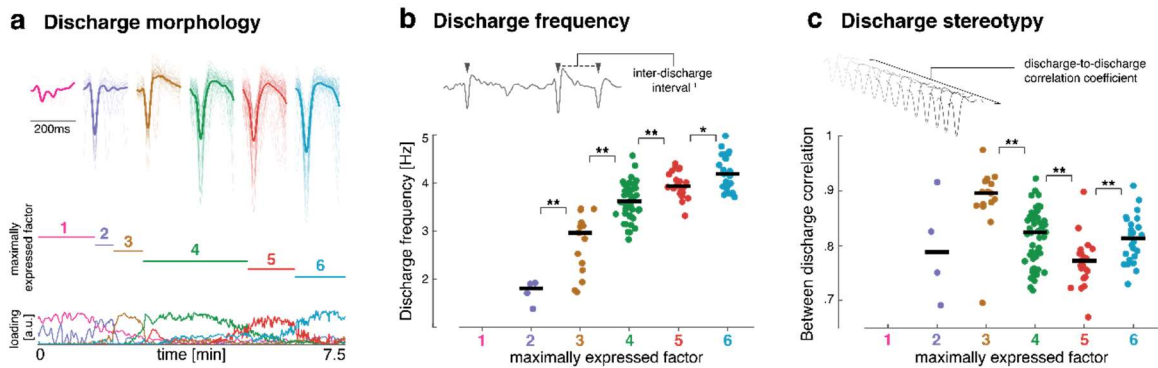 a Discharge morphology
200ms
maximally
expressed factor
1
2
3
4
5
6
loading
[a.u.]
0 time [min] 7.5
b Discharge frequency
inter-discharge
interval ¹
Discharge frequency [Hz]
5
4
3
2
** ** ** *
1 2 3 4 5 6
maximally expressed factor
c Discharge stereotypy
discharge-to-discharge
correlation coefficient
Between discharge correlation
1
.9
.8
.7
** ** **
1 2 3 4 5 6
maximally expressed factor